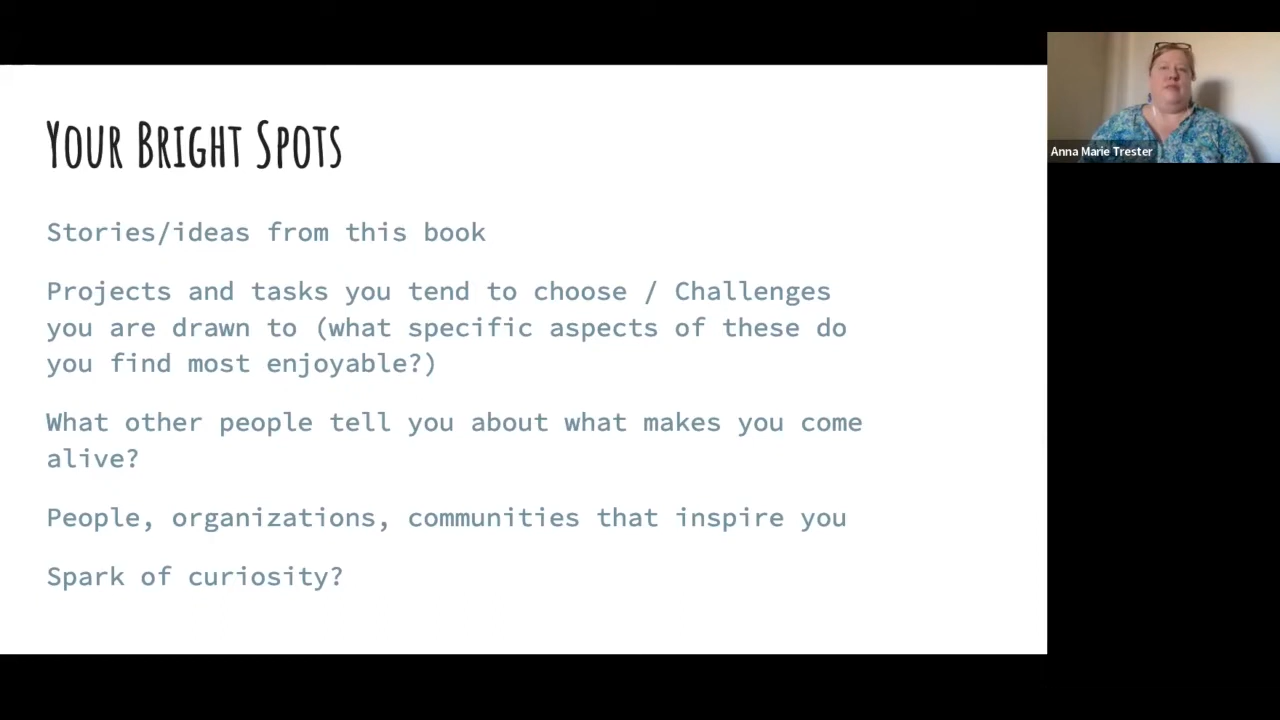 Your Bright Spots
Stories/ideas from this book
Projects and tasks you tend to choose / Challenges
you are drawn to (what specific aspects of these do
you find most enjoyable?)
What other people tell you about what makes you come
alive?
People, organizations, communities that inspire you
Spark of curiosity?
Anna Marie Trester